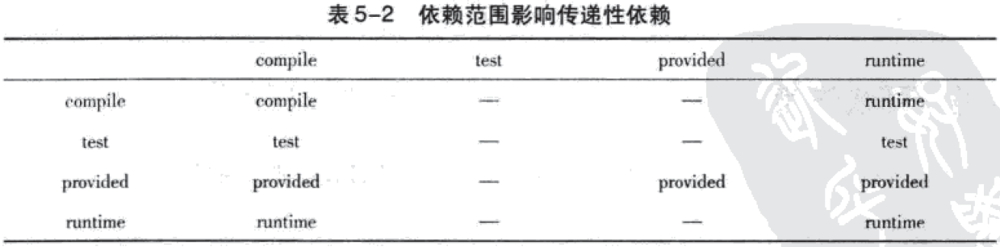 表5-2 依赖范围影响传递性依赖
compile test provided runtime
compile compile — — runtime
test test — — test
provided provided — provided provided
runtime runtime — — runtime